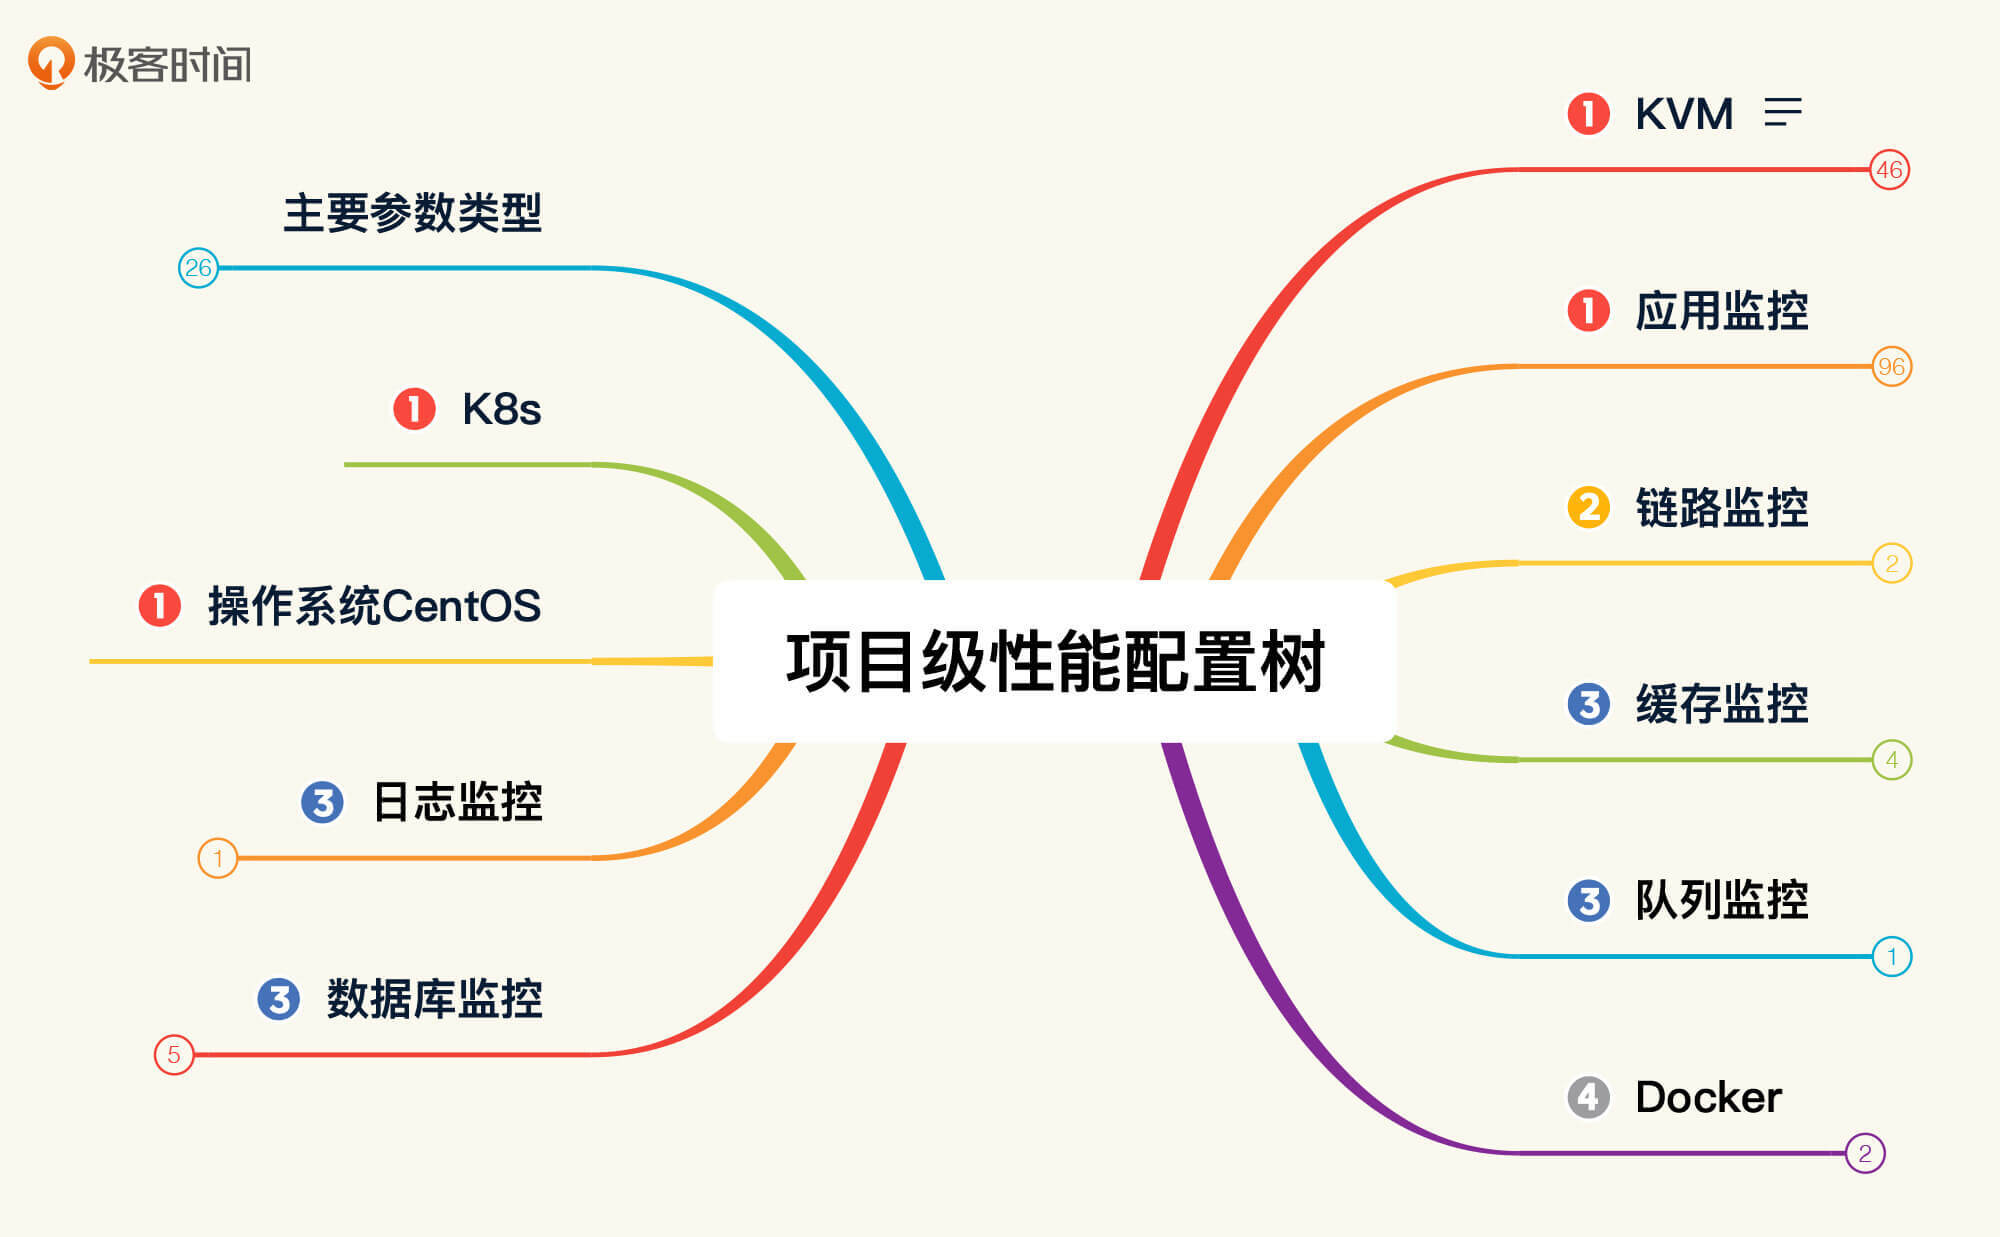 极客时间
主要参数类型
26
1 K8s
1 操作系统CentOS
3 日志监控
1
3 数据库监控
5
项目级性能配置树
1 KVM
46
1 应用监控
96
2 链路监控
2
3 缓存监控
4
3 队列监控
1
4 Docker
2